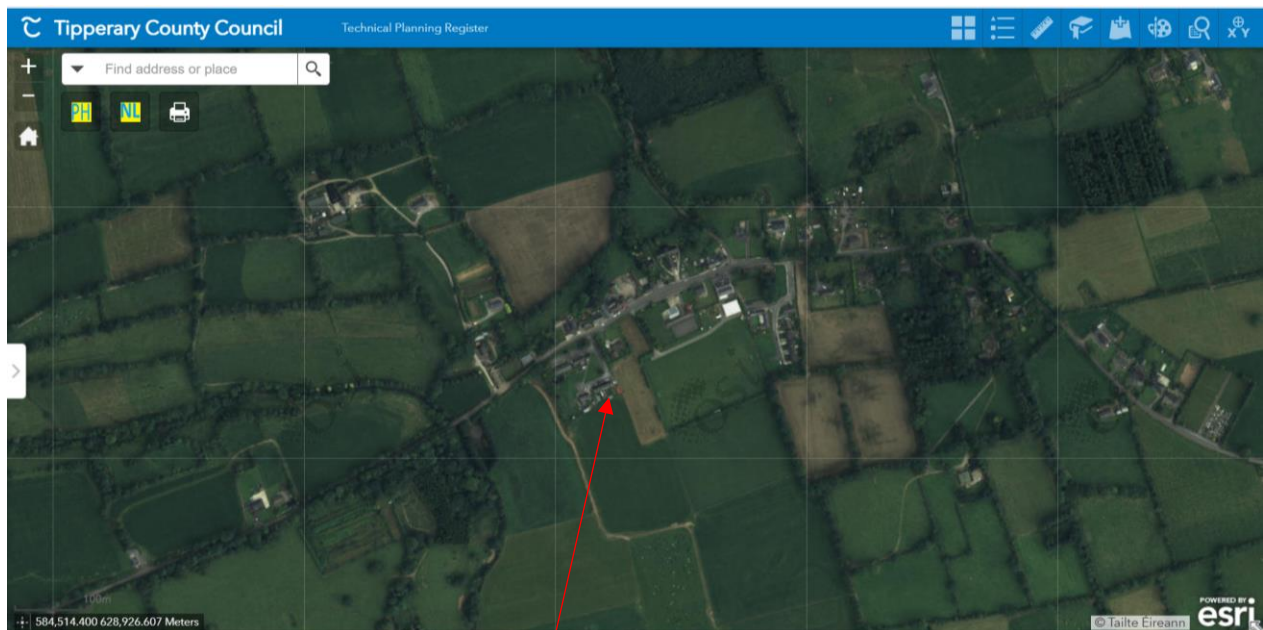 Tipperary County Council
Technical Planning Register
Find address or place
PH
NL
X Y
100m
584,514.400 628,926.607 Meters
© Tailte Éireann
POWERED BY
esri